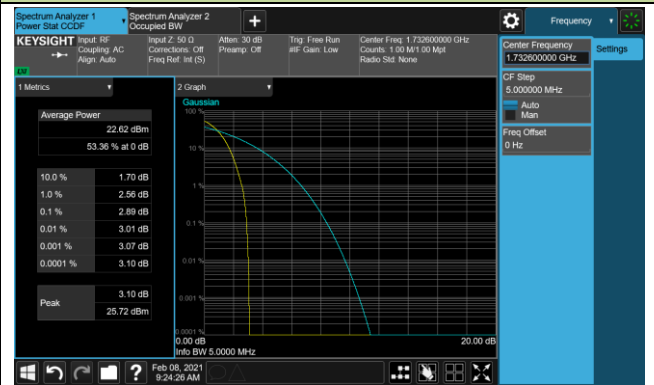 Spectrum Analyzer 1
Power Stat CCDF
Spectrum Analyzer 2
Occupied BW
Frequency
KEYSIGHT
Input: RF
Coupling: AC
Align: Auto
Input Z: 50 Ω
Corrections: Off
Freq Ref: Int (S)
Atten: 30 dB
Preamp: Off
Trig: Free Run
#IF Gain: Low
Center Freq: 1.732600000 GHz
Counts: 1.00 M/1.00 Mpt
Radio Std: None
Center Frequency
1.732600000 GHz
Settings
CF Step
5.000000 MHz
Auto
Man
Freq Offset
0 Hz
1 Metrics
2 Graph
Average Power
22.62 dBm
53.36 % at 0 dB
10.0 % 1.70 dB
1.0 % 2.56 dB
0.1 % 2.89 dB
0.01 % 3.01 dB
0.001 % 3.07 dB
0.0001 % 3.10 dB
Peak 3.10 dB
25.72 dBm
Gaussian
100 %
10 %
1 %
0.1 %
0.01 %
0.001 %
0.0001 %
0.00 dB 20.00 dB
Info BW 5.0000 MHz
Feb 08, 2021
9:24:26 AM